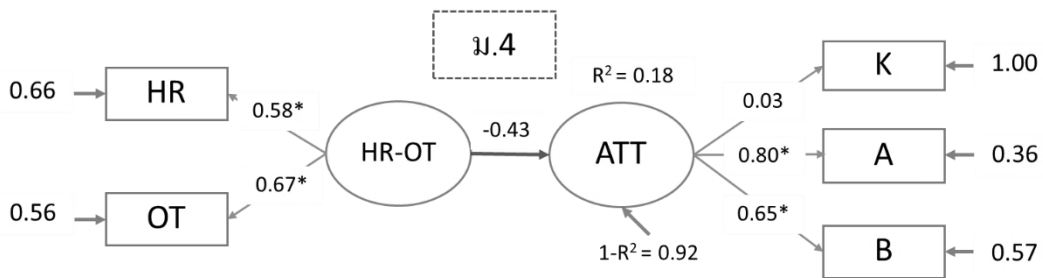 ม.4
R² = 0.18
K
1.00
0.66
HR
0.03
0.58*
-0.43
HR-OT
ATT
0.80*
A
0.36
0.67*
0.56
OT
0.65*
1-R² = 0.92
B
0.57